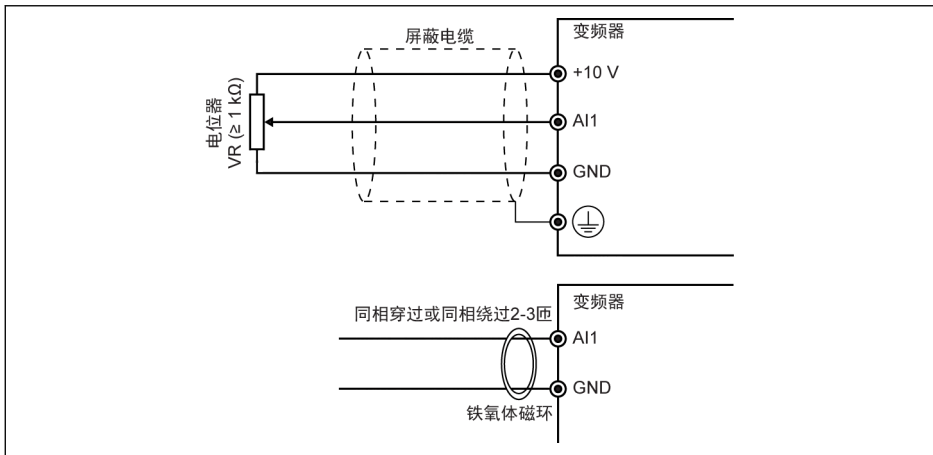 屏蔽电缆
变频器
+10 V
电位器
VR (≥ 1 kΩ)
AI1
GND
变频器
同相穿过或同相绕过2-3匝
AI1
GND
铁氧体磁环